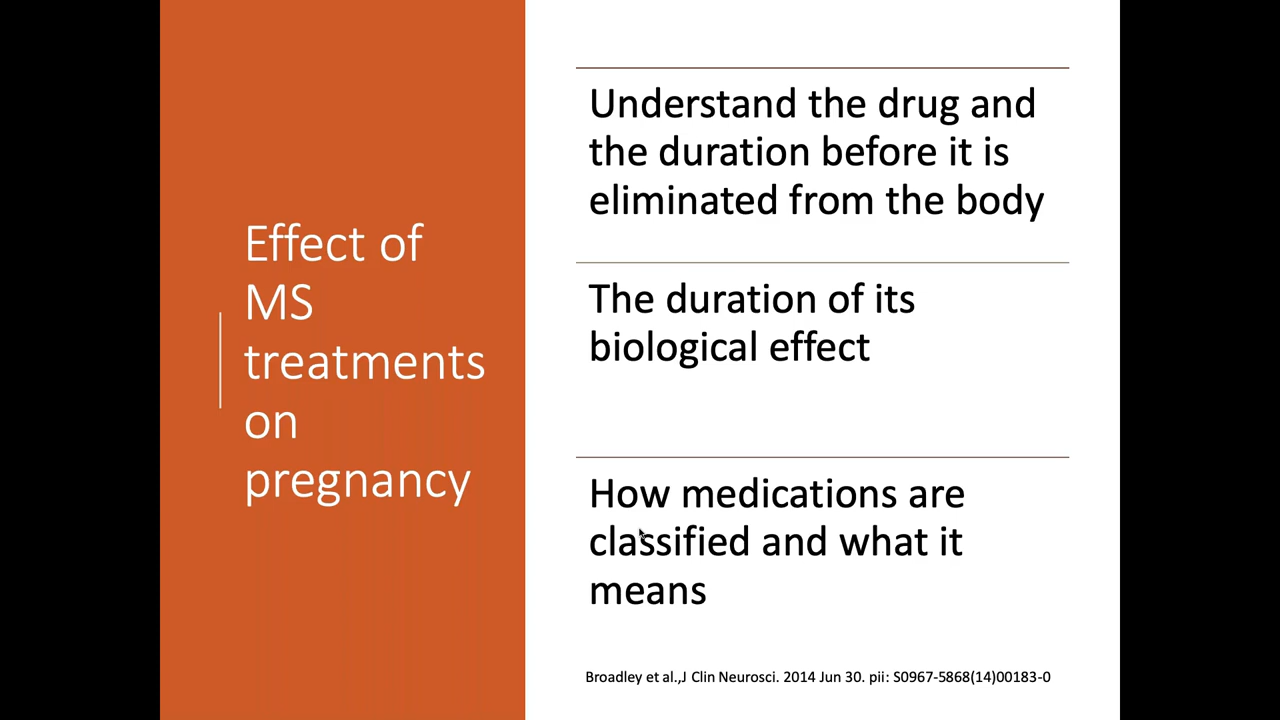 Effect of
MS
treatments
on
pregnancy
Understand the drug and
the duration before it is
eliminated from the body
The duration of its
biological effect
How medications are
classified and what it
means
Broadley et al.,J Clin Neurosci. 2014 Jun 30. pii: S0967-5868(14)00183-0